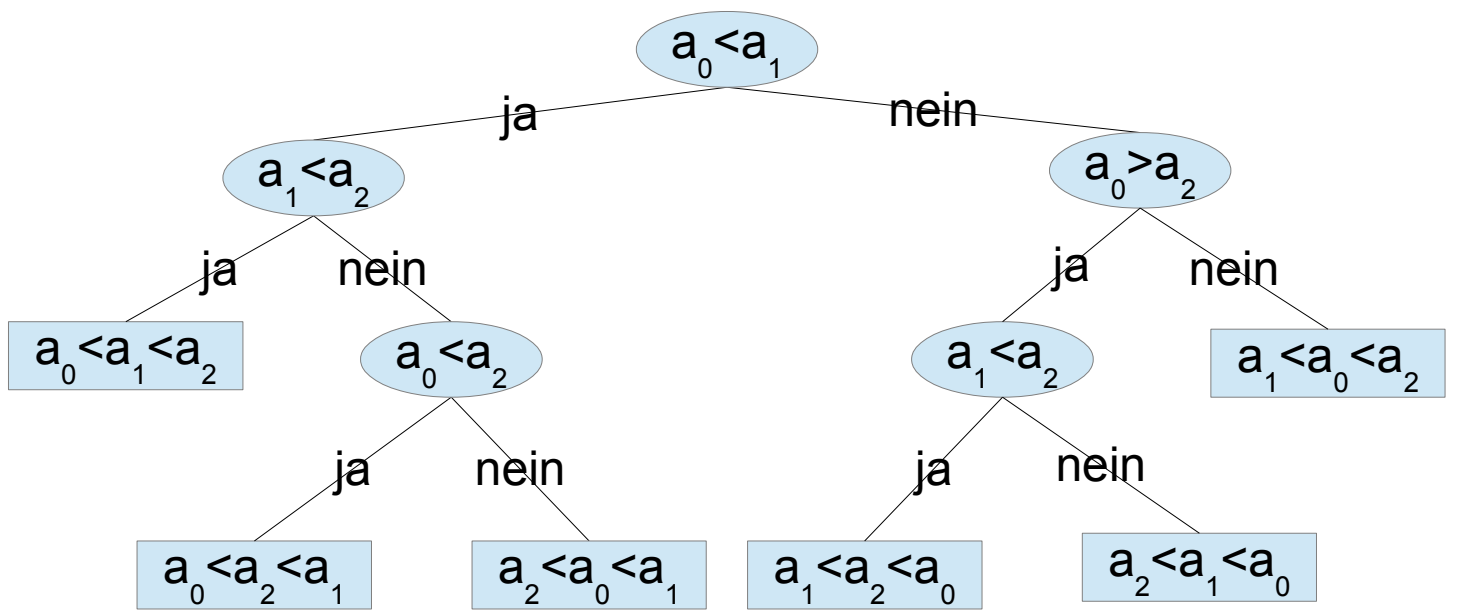 a₀<a₁
ja
nein
a₁<a₂
a₀>a₂
ja
nein
ja
nein
a₀<a₁<a₂
a₀<a₂
a₁<a₂
a₁<a₀<a₂
ja
nein
ja
nein
a₀<a₂<a₁
a₂<a₀<a₁
a₁<a₂<a₀
a₂<a₁<a₀